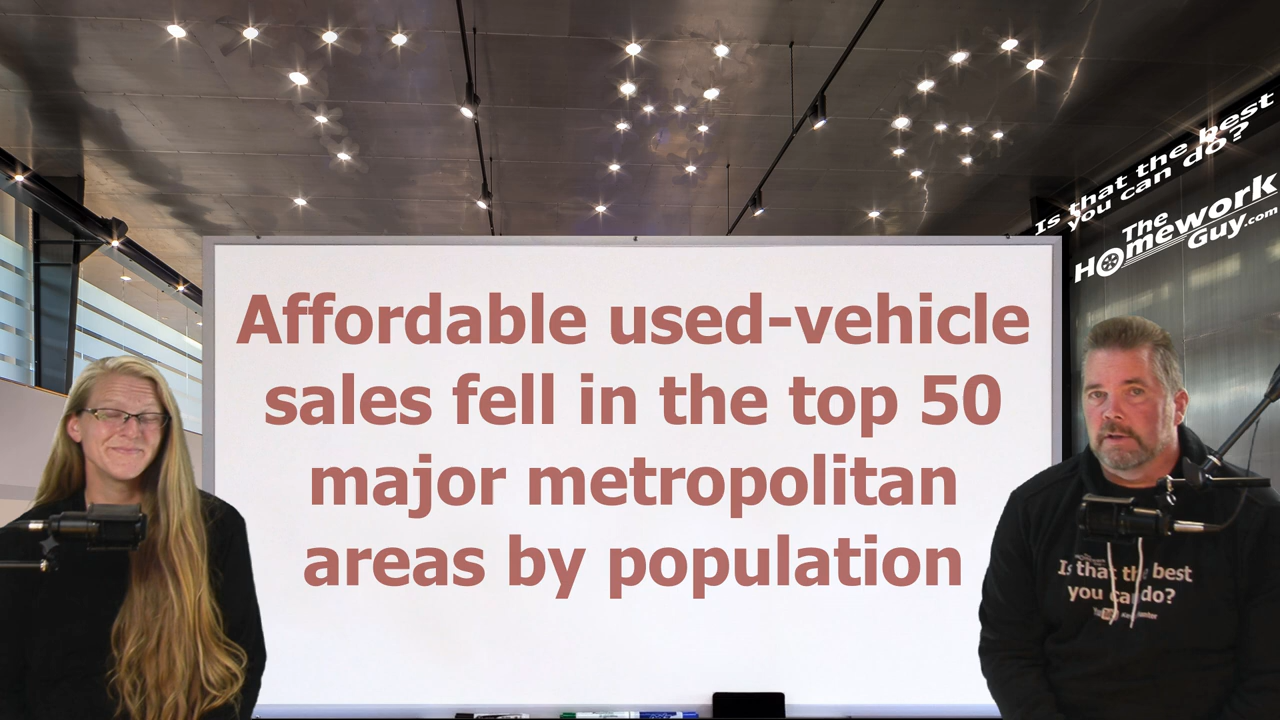 Is that the best
you can do?
The
Homework
Guy.com
Affordable used-vehicle
sales fell in the top 50
major metropolitan
areas by population
Is that the best
you can do?